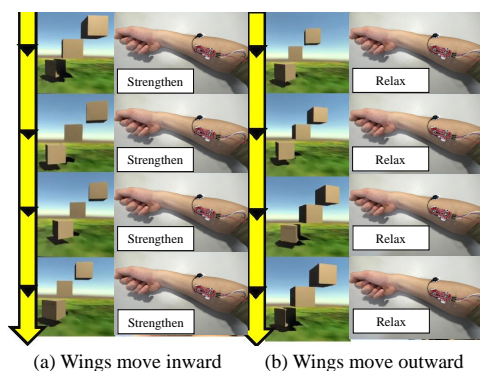 Strengthen
Relax
Strengthen
Relax
Strengthen
Relax
Strengthen
Relax
(a) Wings move inward (b) Wings move outward